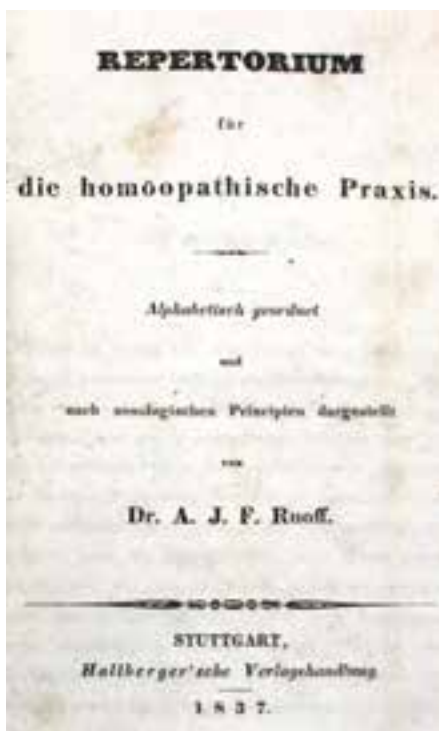 REPERTORIUM
für
die homöopathische Praxis.
Alphabetisch geordnet
und
nach nosologischen Principien dargestellt
von
Dr. A. J. F. Ruoff.
STUTTGART,
Hallberger'sche Verlagshandlung
1837.